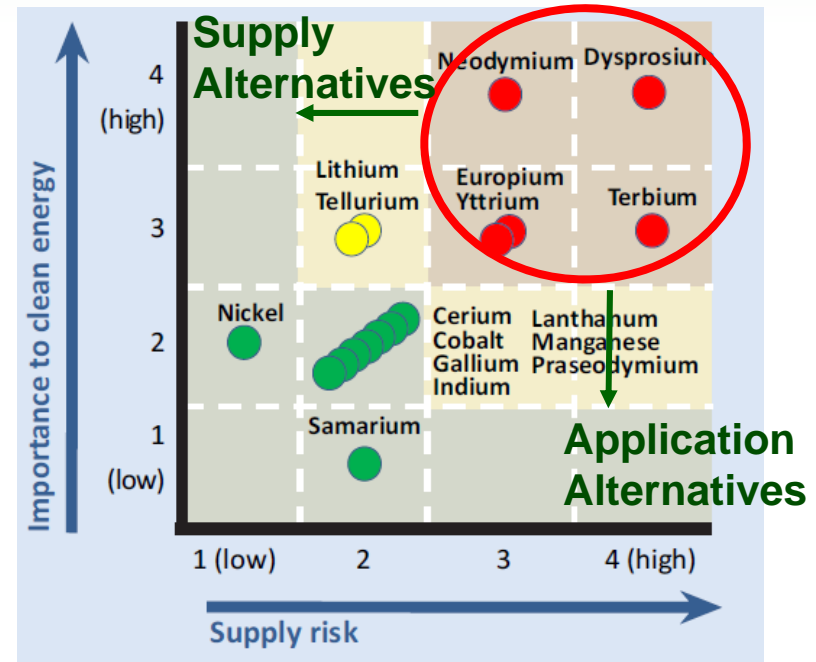 Supply
Alternatives
Neodymium
Dysprosium
4
(high)
Importance to clean energy
Lithium
Tellurium
Europium
Yttrium
Terbium
3
Nickel
2
Cerium
Cobalt
Gallium
Indium
Lanthanum
Manganese
Praseodymium
Samarium
1
(low)
Application
Alternatives
1 (low)
2
3
4 (high)
Supply risk